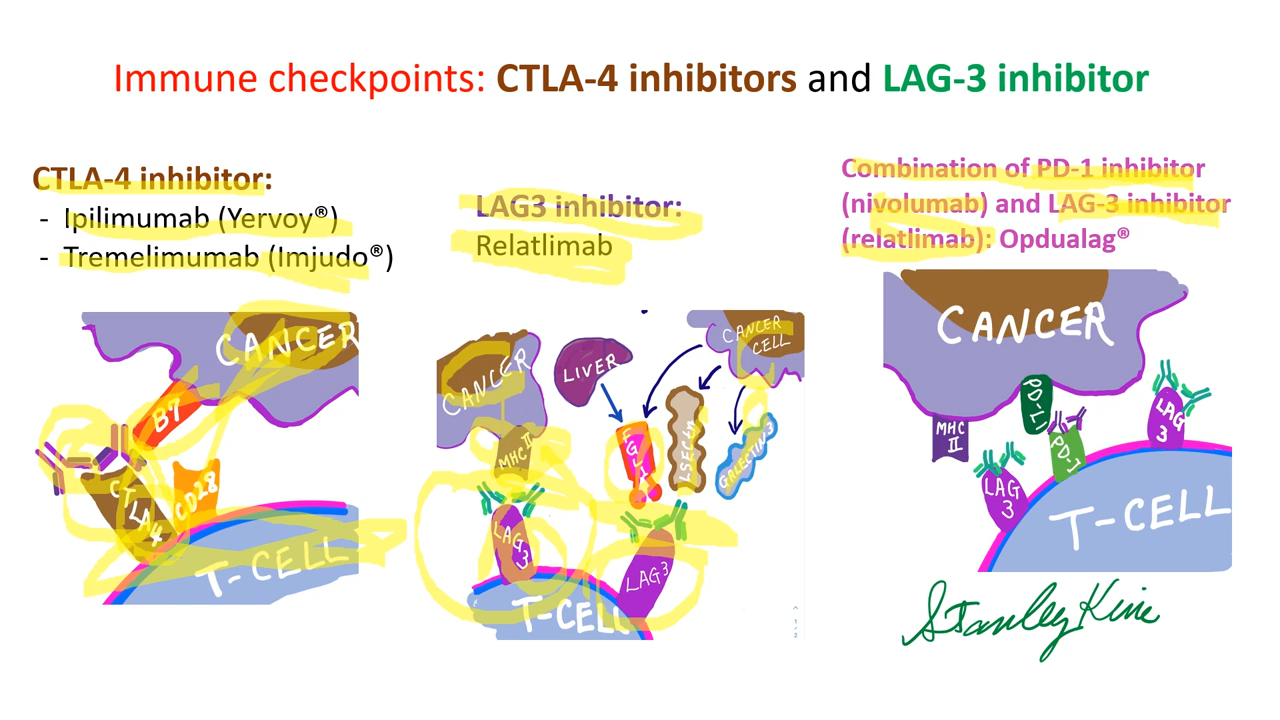 Immune checkpoints: CTLA-4 inhibitors and LAG-3 inhibitor
CTLA-4 inhibitor:
- Ipilimumab (Yervoy®)
- Tremelimumab (Imjudo®)
CANCER
B7
CTLA4
CD28
T-CELL
LAG3 inhibitor:
Relatlimab
CANCER
LIVER
CANCER
CELL
MHC II
FGL1
LSECtin
GALECTIN 3
LAG
3
LAG3
T-CELL
Combination of PD-1 inhibitor
(nivolumab) and LAG-3 inhibitor
(relatlimab): Opdualag®
CANCER
PD-L1
MHC
II
PD-1
LAG
3
LAG
3
T-CELL